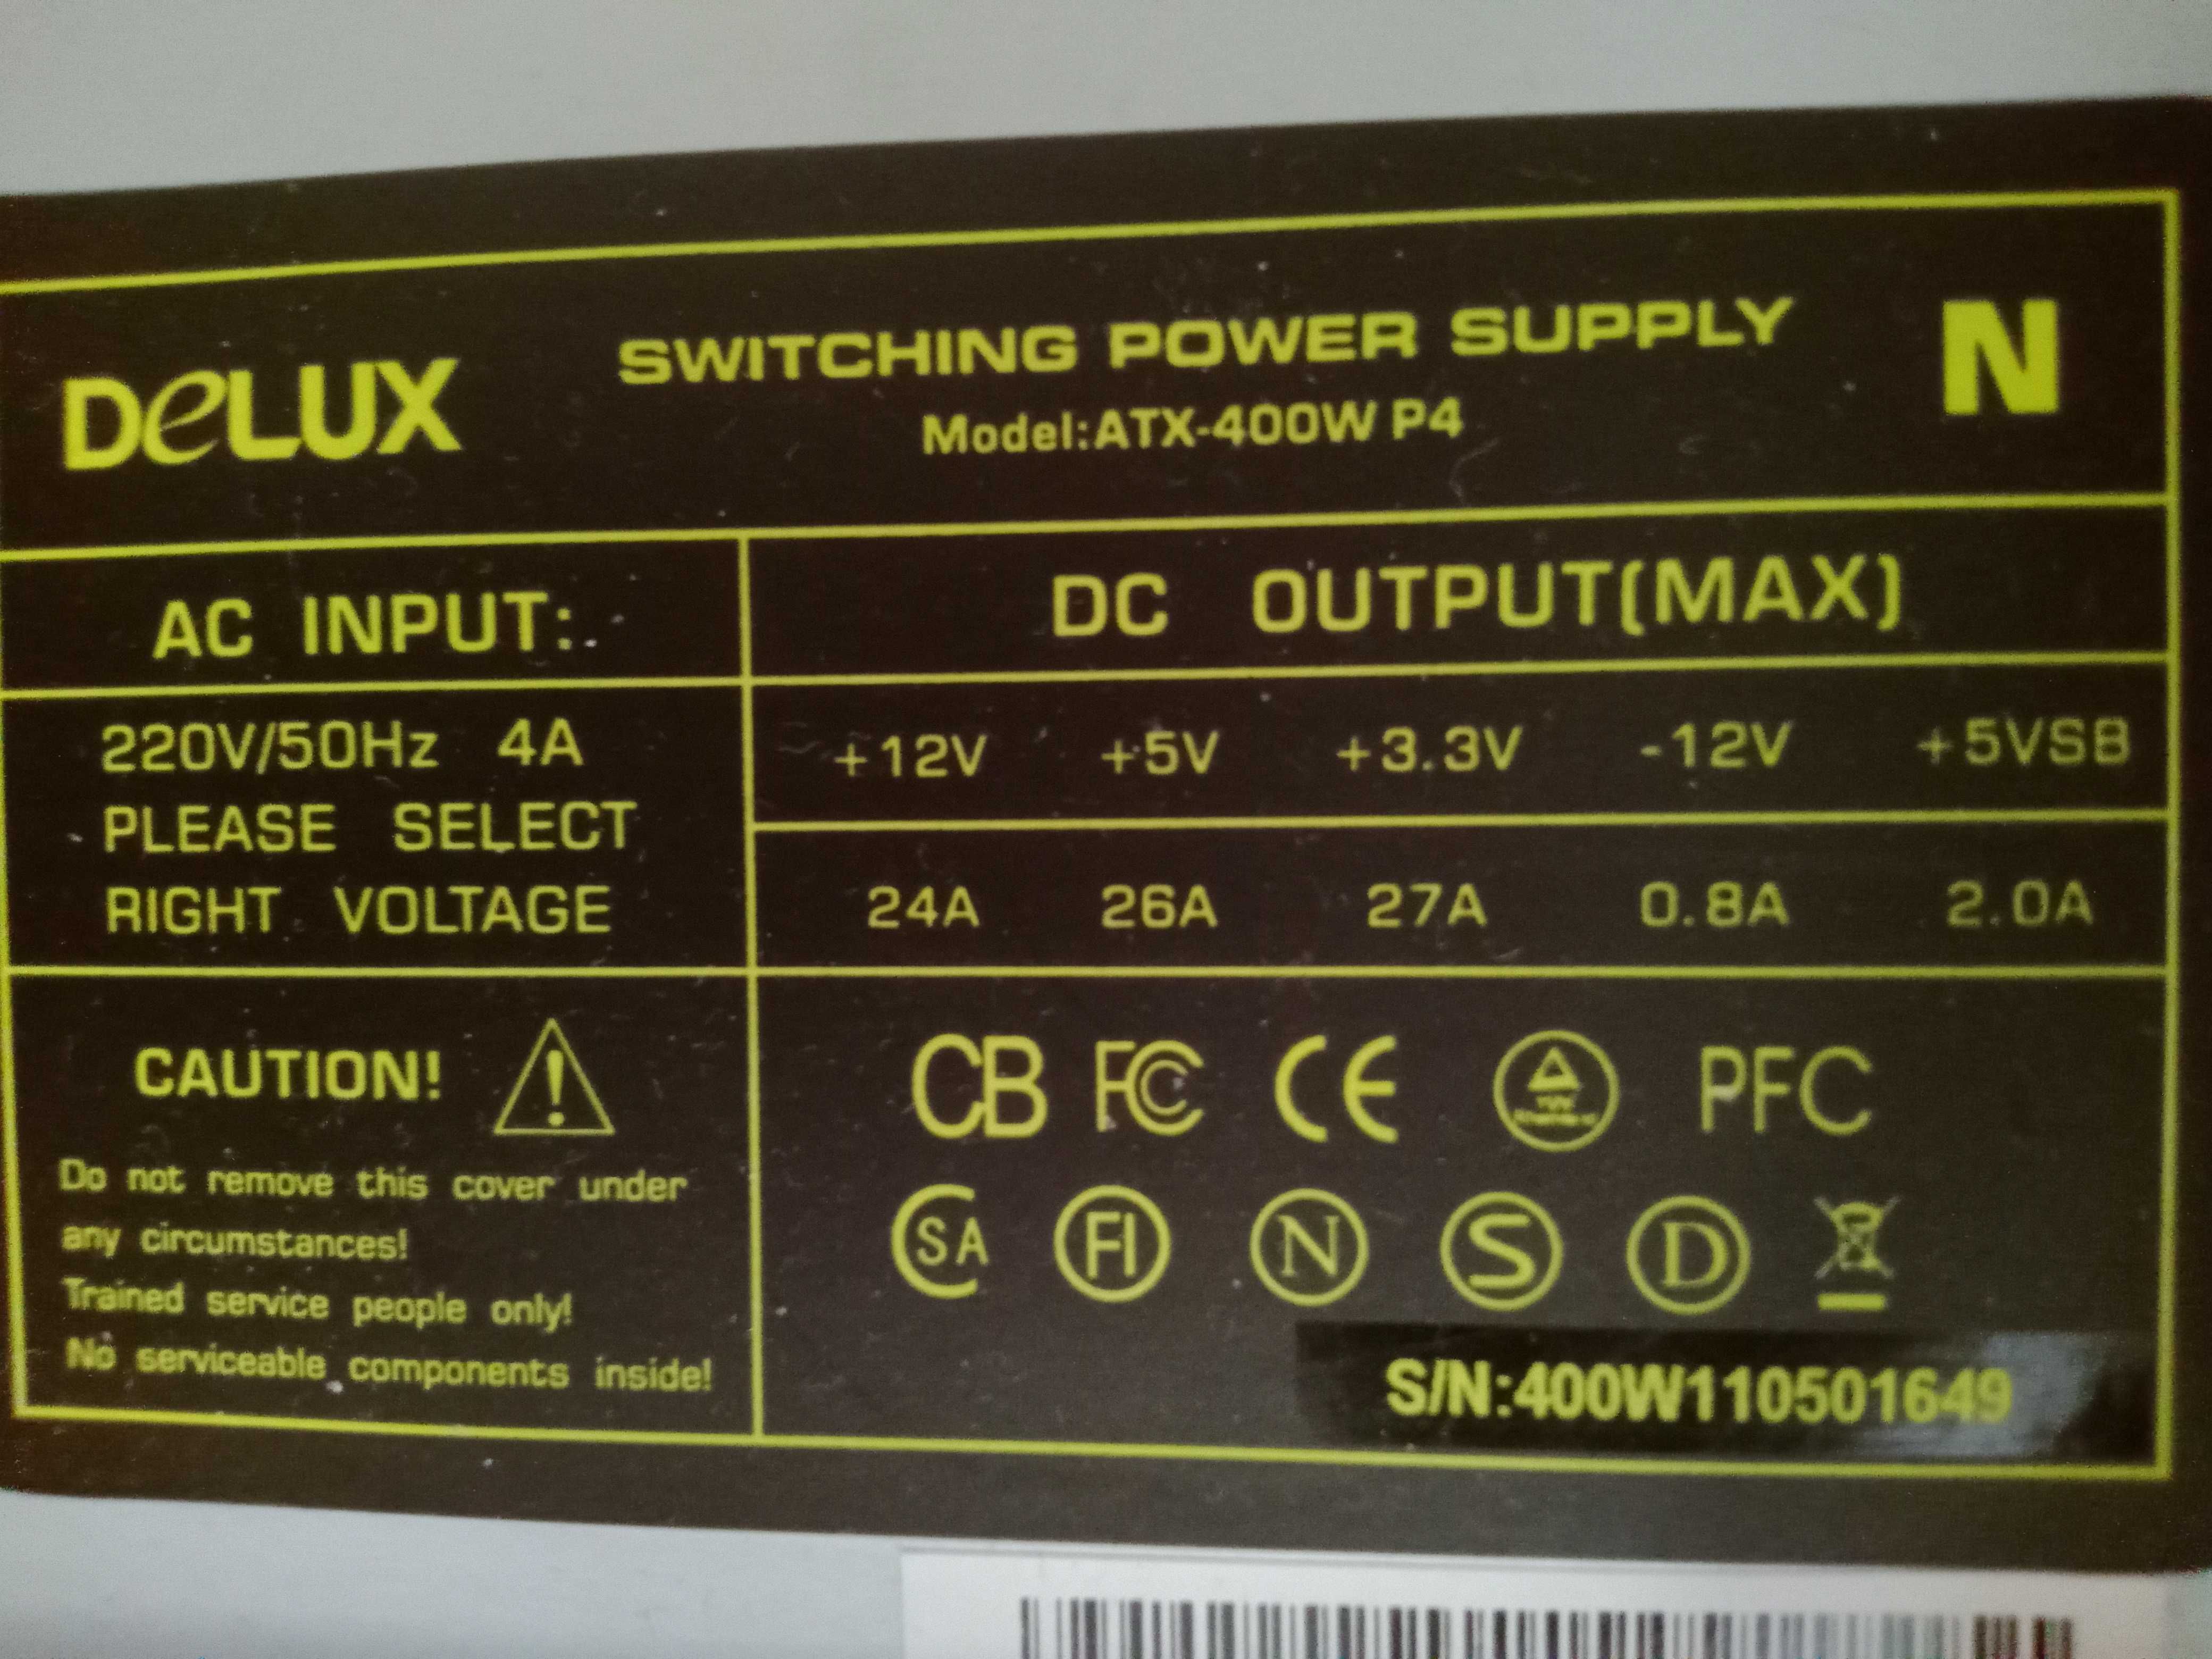 DeLUX
SWITCHING POWER SUPPLY
Model:ATX-400W P4
N
AC INPUT:
220V/50Hz 4A
PLEASE SELECT
RIGHT VOLTAGE
DC OUTPUT(MAX)
+12V +5V +3.3V -12V +5VSB
24A 26A 27A 0.8A 2.0A
CAUTION!
Do not remove this cover under
any circumstances!
Trained service people only!
No serviceable components inside!
CB FC CE PFC
SA FI N S D
S/N:400W110501649